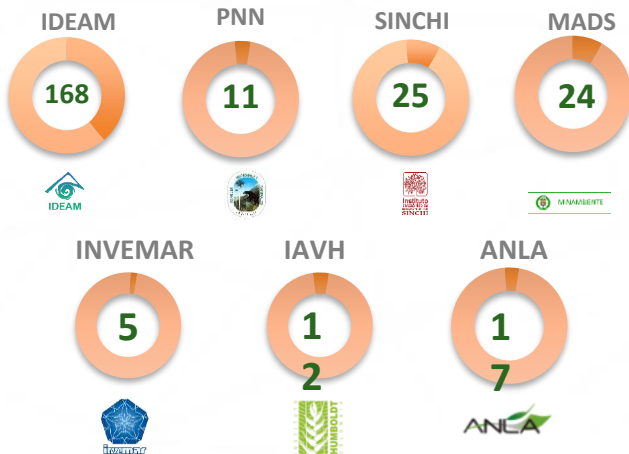 IDEAM
PNN
SINCHI
MADS
168
11
25
24
IDEAM
Instituto
SINCHI
MINAMBIENTE
INVEMAR
IAVH
ANLA
5
1
2
1
7
invemar
HUMBOLDT
ANLA